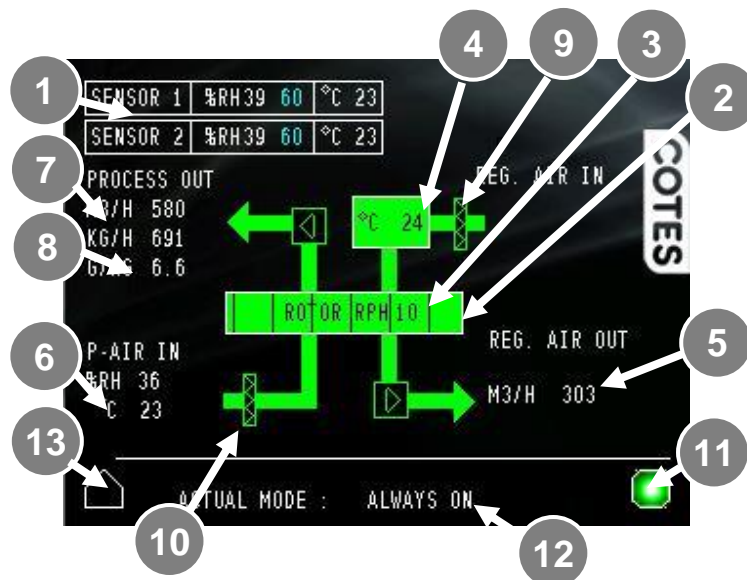 4
9
3
2
1
SENSOR 1 %RH39 60 °C 23
SENSOR 2 %RH39 60 °C 23
COTES
7
PROCESS OUT
REG. AIR IN
580
°C 24
KG/H 691
8
6.6
ROTOR RPH 10
REG. AIR OUT
5
6
P-AIR IN
%RH 36
M3/H 303
C 23
13
11
ACTUAL MODE : ALWAYS ON
10
12